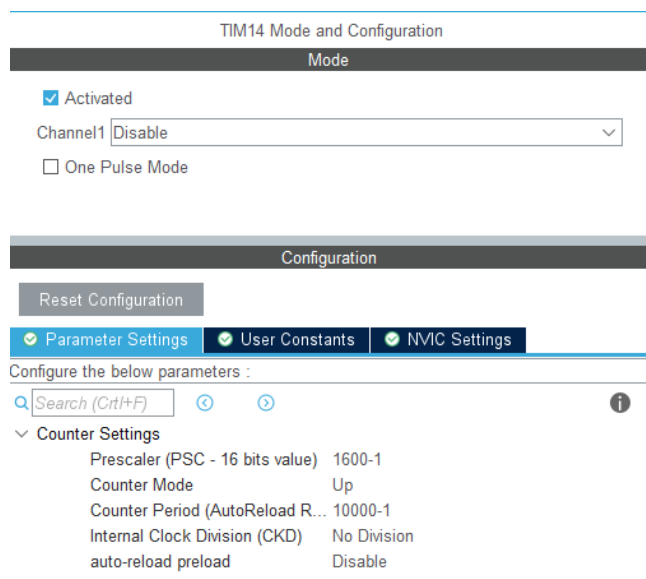 TIM14 Mode and Configuration
Mode
Activated
Channel1 Disable
One Pulse Mode
Configuration
Reset Configuration
Parameter Settings User Constants NVIC Settings
Configure the below parameters :
Search (Crtl+F)
Counter Settings
Prescaler (PSC - 16 bits value) 1600-1
Counter Mode Up
Counter Period (AutoReload R... 10000-1
Internal Clock Division (CKD) No Division
auto-reload preload Disable